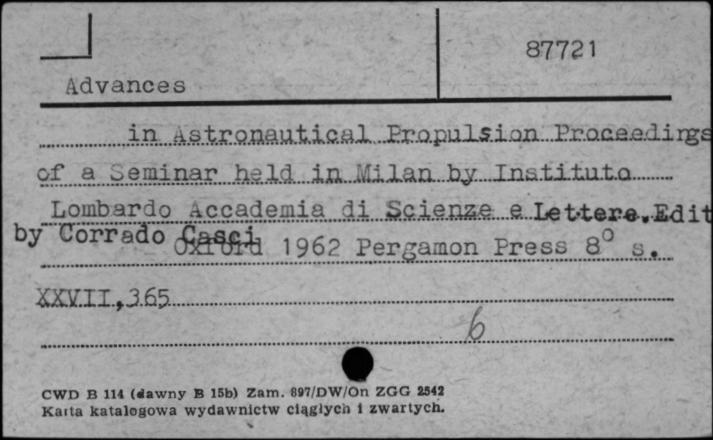 87721
Advances
in Astronautical Propulsion Proceedings
of a Seminar held in Milan by Instituto
Lombardo Accademia di Scienze e Lettere.Edit
by Corrado Casci
Oxford 1962 Pergamon Press 8° s.
XXVII,365
6
CWD B 114 (dawny B 15b) Zam. 897/DW/On ZGG 2542
Karta katalogowa wydawnictw ciągłych i zwartych.